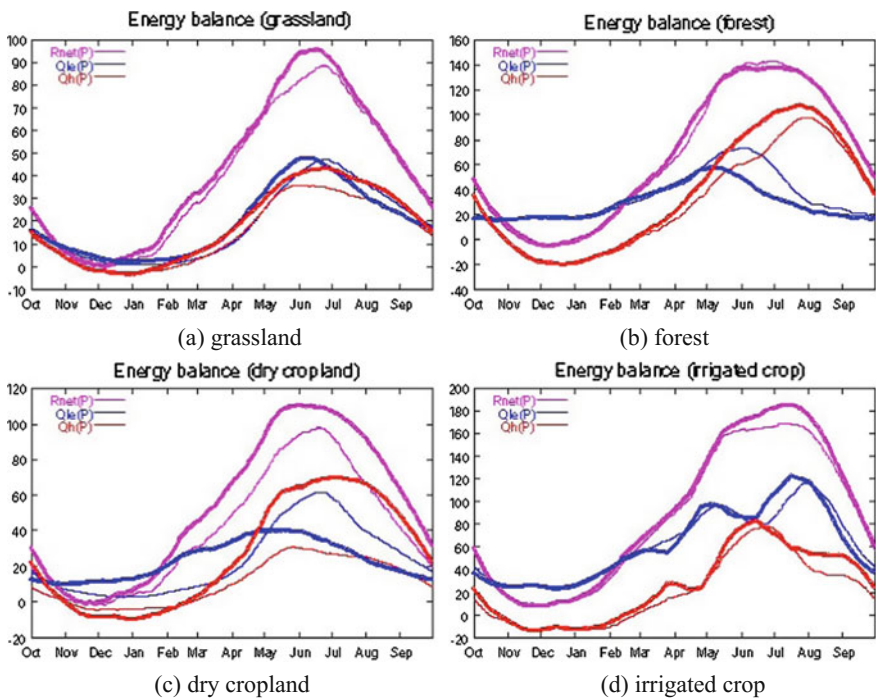 Energy balance (grassland)
Rnet(P)
Qle(P)
Qh(P)
100
90
80
70
60
50
40
30
20
10
0
-10
Oct Nov Dec Jan Feb Mar Apr May Jun Jul Aug Sep
(a) grassland
Energy balance (forest)
Rnet(P)
Qle(P)
Qh(P)
160
140
120
100
80
60
40
20
0
-20
-40
Oct Nov Dec Jan Feb Mar Apr May Jun Jul Aug Sep
(b) forest
Energy balance (dry cropland)
Rnet(P)
Qle(P)
Qh(P)
120
100
80
60
40
20
0
-20
Oct Nov Dec Jan Feb Mar Apr May Jun Jul Aug Sep
(c) dry cropland
Energy balance (irrigated crop)
Rnet(P)
Qle(P)
Qh(P)
200
180
160
140
120
100
80
60
40
20
0
-20
Oct Nov Dec Jan Feb Mar Apr May Jun Jul Aug Sep
(d) irrigated crop